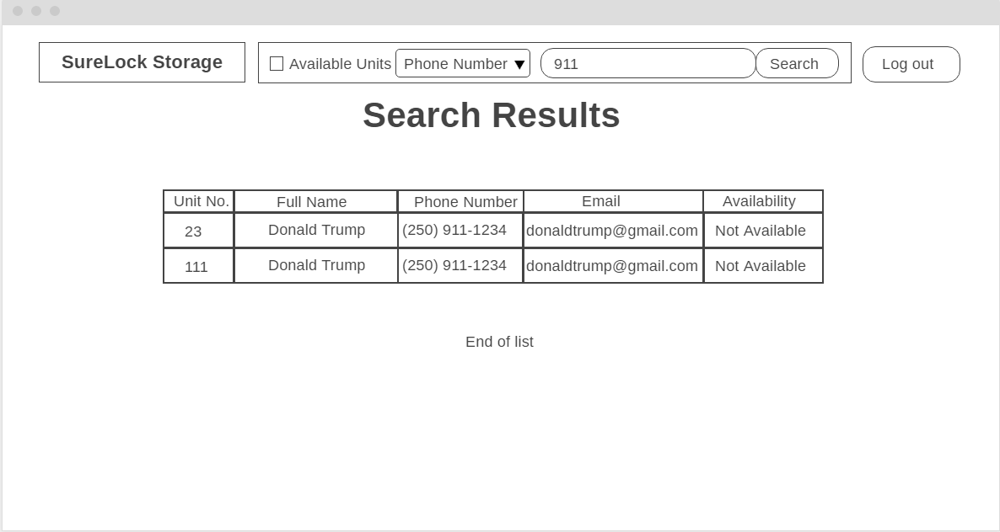 SureLock Storage
Available Units Phone Number 911 Search Log out
Search Results
Unit No. Full Name Phone Number Email Availability
23 Donald Trump (250) 911-1234 donaldtrump@gmail.com Not Available
111 Donald Trump (250) 911-1234 donaldtrump@gmail.com Not Available
End of list